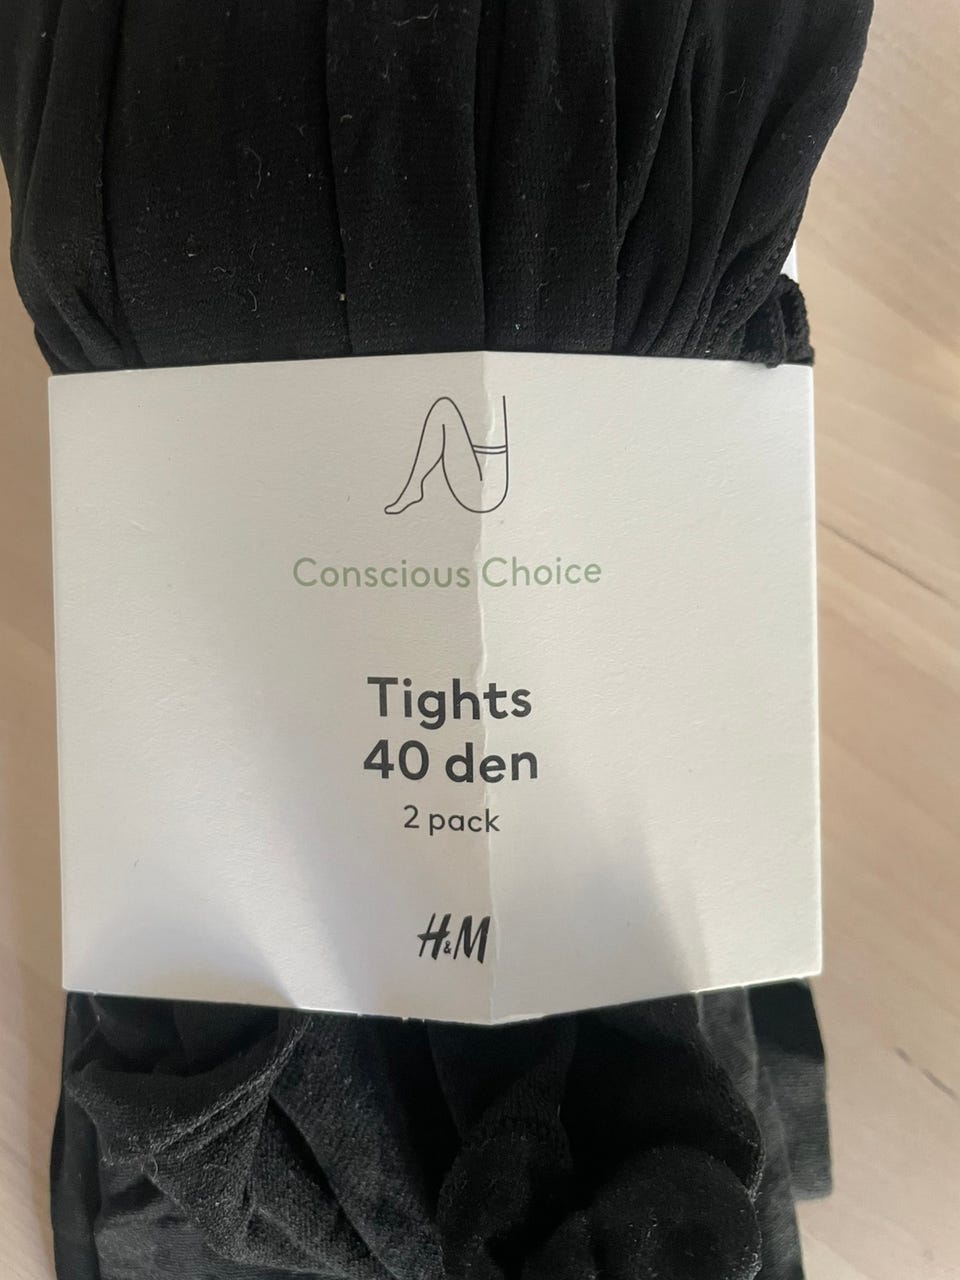 Conscious Choice
Tights
40 den
2 pack
H&M